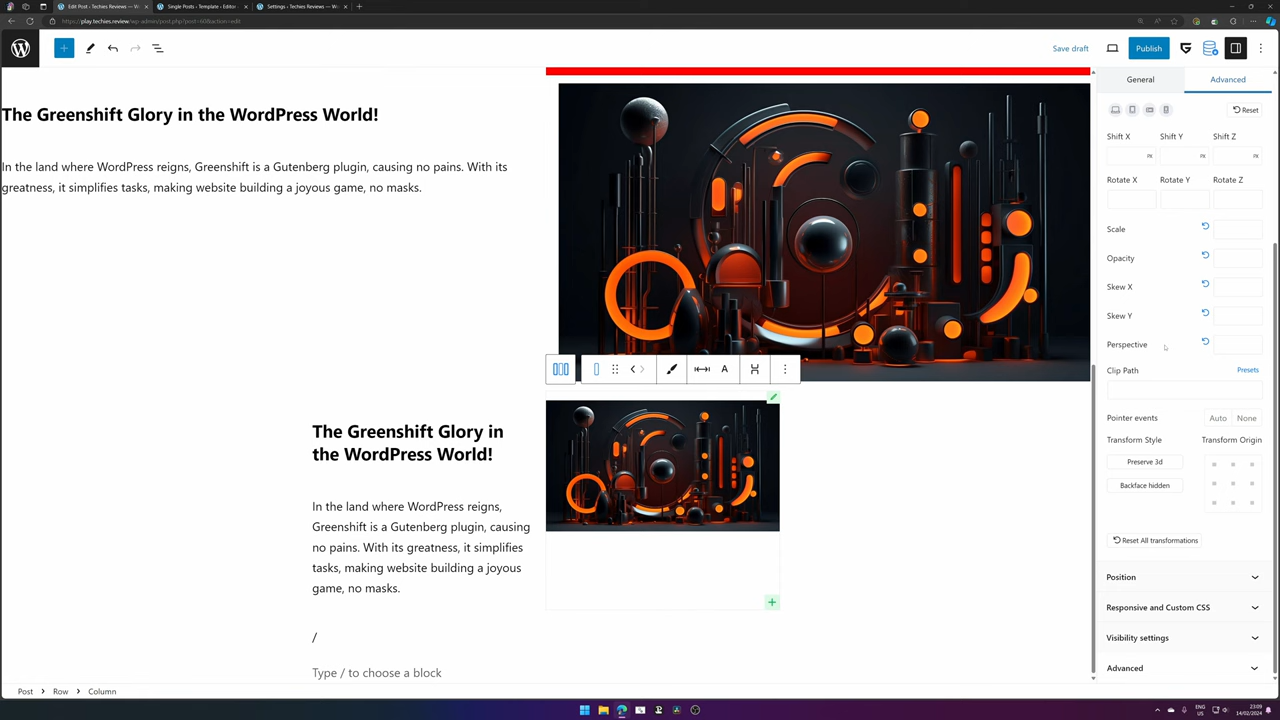 Edit Post ‹ Techies Reviews — W
Single Posts ‹ Template ‹ Editor
Settings ‹ Techies Reviews — W
https://play.techies.review/wp-admin/post.php?post=60&action=edit
Save draft
Publish
General
Advanced
Reset
The Greenshift Glory in the WordPress World!
In the land where WordPress reigns, Greenshift is a Gutenberg plugin, causing no pains. With its
greatness, it simplifies tasks, making website building a joyous game, no masks.
Shift X
Shift Y
Shift Z
PX
PX
PX
Rotate X
Rotate Y
Rotate Z
Scale
Opacity
Skew X
Skew Y
Perspective
Clip Path
Presets
Pointer events
Auto
None
Transform Style
Transform Origin
Preserve 3d
Backface hidden
Reset All transformations
Position
Responsive and Custom CSS
Visibility settings
Advanced
A
The Greenshift Glory in
the WordPress World!
In the land where WordPress reigns,
Greenshift is a Gutenberg plugin, causing
no pains. With its greatness, it simplifies
tasks, making website building a joyous
game, no masks.
/
Type / to choose a block
Post
Row
Column
ENG
US
23:09
14/02/2024